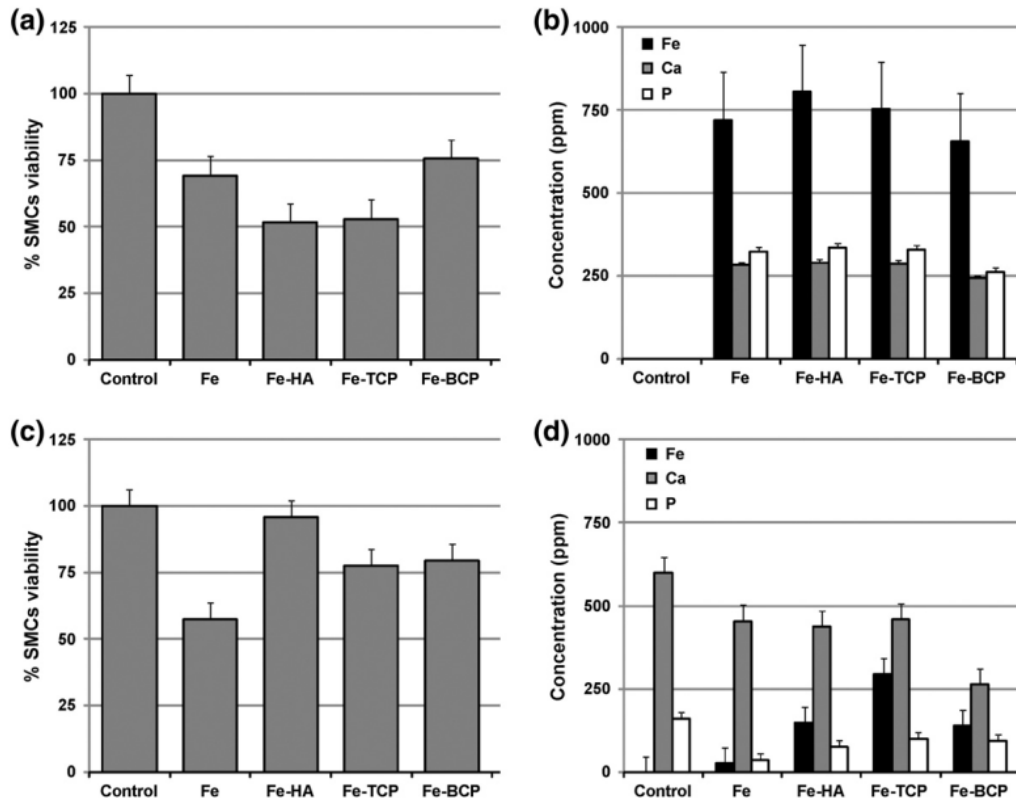 (a)
125
100
75
50
25
0
% SMCs viability
Control Fe Fe-HA Fe-TCP Fe-BCP
(b)
1000
750
500
250
0
Concentration (ppm)
Fe
Ca
P
Control Fe Fe-HA Fe-TCP Fe-BCP
(c)
125
100
75
50
25
0
% SMCs viability
Control Fe Fe-HA Fe-TCP Fe-BCP
(d)
1000
750
500
250
0
Concentration (ppm)
Fe
Ca
P
Control Fe Fe-HA Fe-TCP Fe-BCP